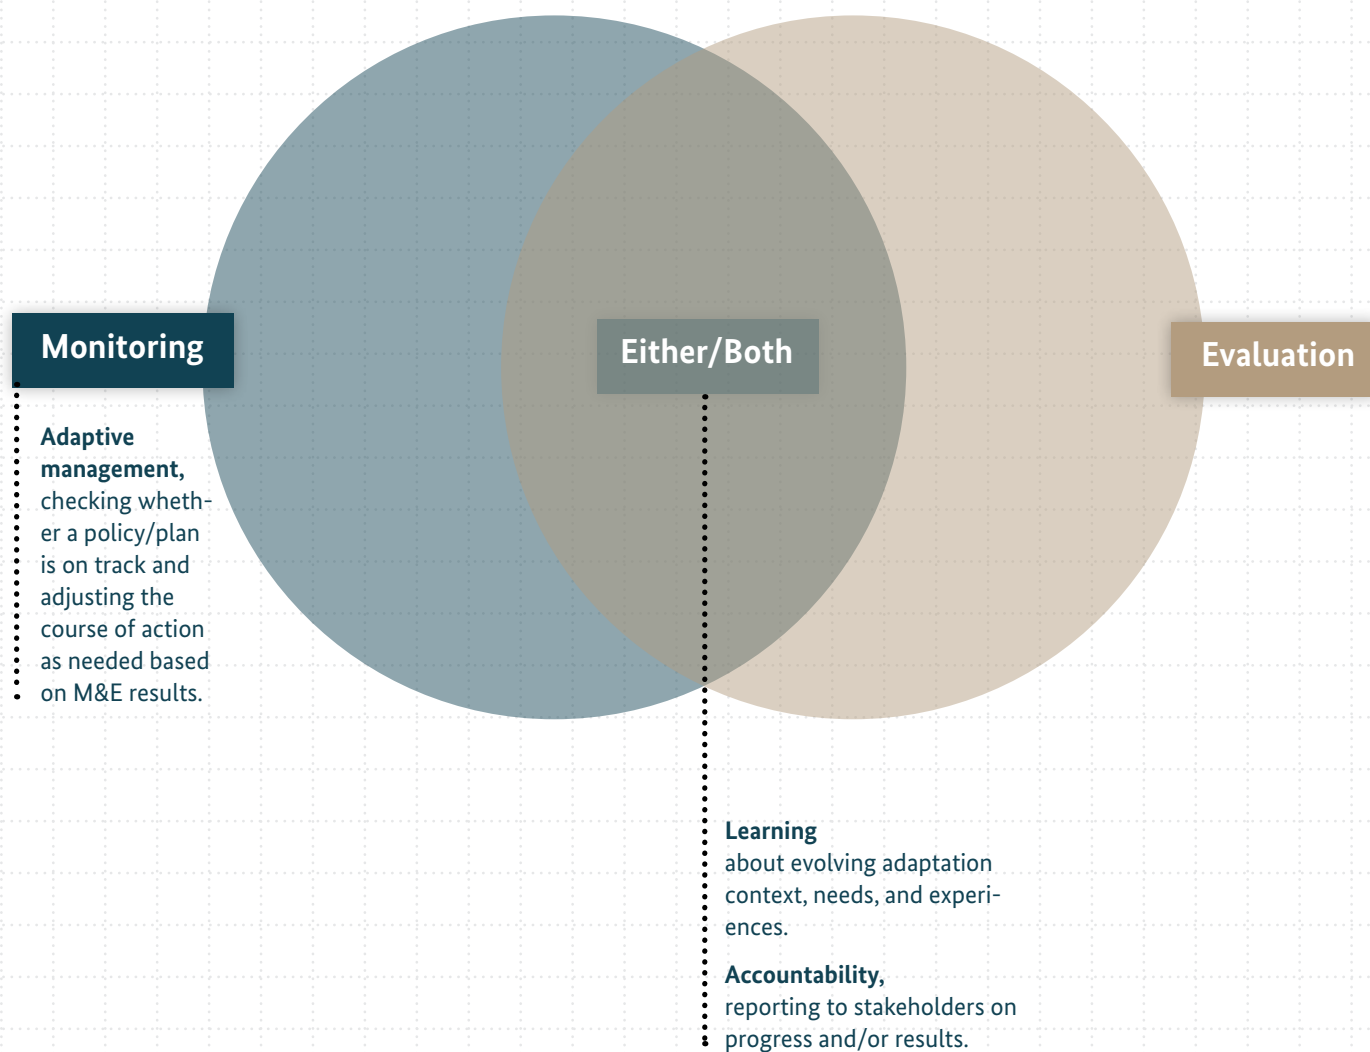 Monitoring
Adaptive
management,
checking wheth-
er a policy/plan
is on track and
adjusting the
course of action
as needed based
on M&E results.
Either/Both
Learning
about evolving adaptation
context, needs, and experi-
ences.
Accountability,
reporting to stakeholders on
progress and/or results.
Evaluation